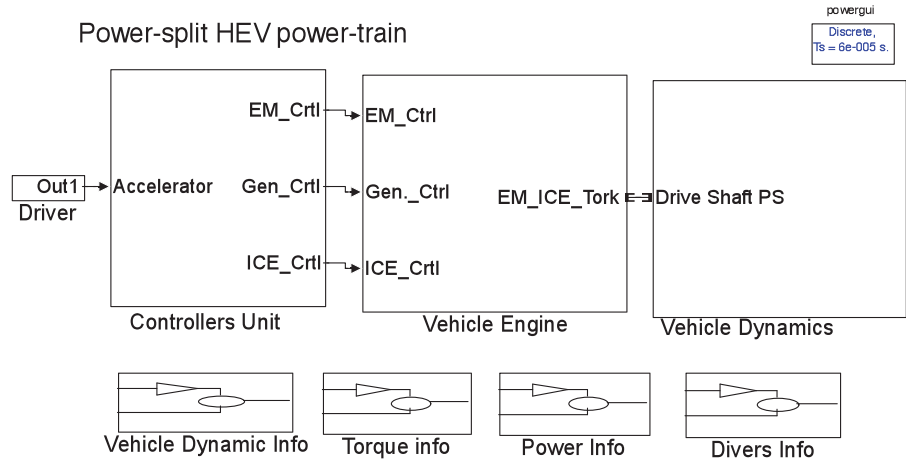 powergui
Power-split HEV power-train
Discrete,
Ts = 6e-005 s.
EM_Crtl
EM_Ctrl
Out1
Accelerator
Gen_Crtl
Gen._Ctrl
EM_ICE_Tork
Drive Shaft PS
Driver
ICE_Crtl
ICE_Crtl
Controllers Unit
Vehicle Engine
Vehicle Dynamics
Vehicle Dynamic Info
Torque info
Power Info
Divers Info